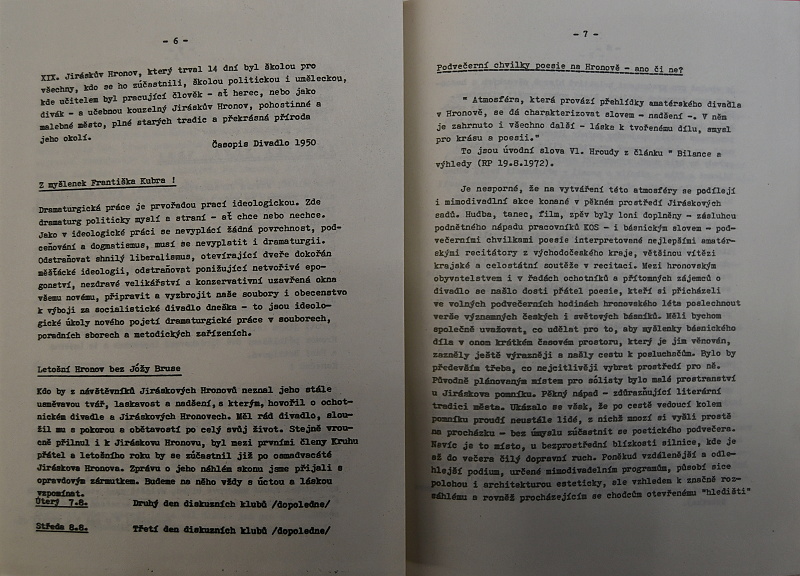 - 6 -
XIX. Jiráskův Hronov, který trval 14 dní byl školou pro
všechny, kdo se ho zúčastnili, školou politickou i uměleckou,
kde učitelem byl pracující člověk - ať herec, nebo jako
divák - a učebnou kouzelný Jiráskův Hronov, pohostinné a
malebné město, plné starých tradic a překrásná příroda
jeho okolí.
Časopis Divadlo 1950
Z myšlenek Františka Kubra !
Dramaturgická práce je prvořadou prací ideologickou. Zde
dramaturg politicky myslí a straní - ať chce nebo nechce.
Jako v ideologické práci se nevyplácí žádná povrchnost, pod-
ceňování a dogmatismus, musí se nevyplatit i dramaturgii.
Odstraňovat shnilý liberalismus, otevírající dveře dokořán
měšťácké ideologii, odstraňovat ponižující netvořivé epo-
gonství, nezdravé velikářství a konservativní uzavřená okna
všemu novému, připravit a vyzbrojit naše soubory i obecenstvo
k výboji za socialistické divadlo dneška - to jsou ideolo-
gické úkoly nového pojetí dramaturgické práce v souborech,
poradních sborech a metodických zařízeních.
Letošní Hronov bez Jóžy Bruse
Kdo by z návštěvníků Jiráskových Hronovů neznal jeho stále
usměvavou tvář, laskavost a nadšení, s kterým, hovořil o ochot-
nickém divadle a Jiráskových Hronovech. Měl rád divadlo, slou-
žil mu s pokorou a obětavostí po celý svůj život. Stejně vrou-
cně přilnul i k Jiráskovu Hronovu, byl mezi prvními členy Kruhu
přátel a letošního roku by se zúčastnil již po osmadvacáté
Jiráskova Hronova. Zprávu o jeho náhlém skonu jsme přijali s
opravdovým zármutkem. Budeme na něho vždy s úctou a láskou
vzpomínat.
Úterý 7.8. Druhý den diskuzních klubů /dopoledne/
Středa 8.8. Třetí den diskuzních klubů /dopoledne/
- 7 -
Podvečerní chvilky poesie na Hronově - ano či ne?
" Atmosféra, která provází přehlídky amatérského divadla
v Hronově, se dá charakterizovat slovem - nadšení -. V něm
je zahrnuto i všechno další - láska k tvořenému dílu, smysl
pro krásu a poesii."
To jsou úvodní slova Vl. Hroudy z článku " Bilance a
výhledy (RP 19.8.1972).
Je nesporné, že na vytváření této atmosféry se podílejí
i mimodivadlní akce konané v pěkném prostředí Jiráskových
sadů. Hudba, tanec, film, zpěv byly loni doplněny - zásluhou
podnětného nápadu pracovníků KOS - i básnickým slovem - pod-
večerními chvilkami poesie interpretované nejlepšími amatér-
skými recitátory z východočeského kraje, většinou vítězi
krajské a celostátní soutěže v recitaci. Mezi hronovským
obyvatelstvem i v řadách ochotníků a přítomných zájemců o
divadlo se našlo dosti přátel poesie, kteří si přicházeli
ve volných podvečerních hodinách hronovského léta poslechnout
verše významných českých i světových básníků. Měli bychom
společně uvažovat, co udělat pro to, aby myšlenky básnického
díla v onom krátkém časovém prostoru, který je jim věnován,
zazněly ještě výrazněji a našly cestu k posluchačům. Bylo by
především třeba, co nejcitlivěji vybrat prostředí pro ně.
Původně plánovaným místem pro sólisty bylo malé prostranství
u Jiráskova pomníku. Pěkný nápad - zdůrazňující literární
tradici města. Ukázalo se však, že po cestě vedoucí kolem
pomníku proudí neustále lidé, z nichž mnozí si vyšli prostě
na procházku - bez úmyslu zúčastnit se poetického podvečera.
Navíc je to místo, u bezprostřední blízkosti silnice, kde je
až do večera čilý dopravní ruch. Poněkud vzdálenější a odle-
hlejší podium, určené mimodivadelním programům, působí sice
polohou i architekturou esteticky, ale vzhledem k značně roz-
sáhlému a rovněž procházejícím se chodcům otevřenému "hledišti"